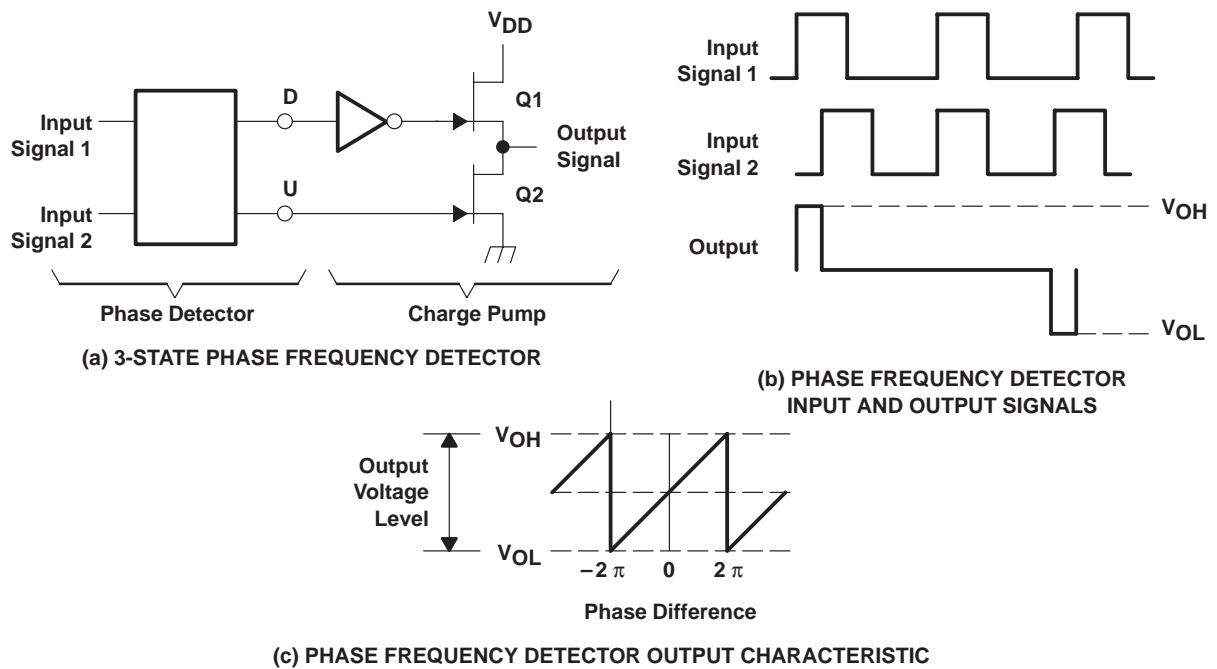 VDD
D
Q1
Input
Signal 1
Output
Signal
U
Q2
Input
Signal 2
Phase Detector
Charge Pump
(a) 3-STATE PHASE FREQUENCY DETECTOR
Input
Signal 1
Input
Signal 2
VOH
Output
VOL
(b) PHASE FREQUENCY DETECTOR
INPUT AND OUTPUT SIGNALS
VOH
Output
Voltage
Level
VOL
−2 π
0
2 π
Phase Difference
(c) PHASE FREQUENCY DETECTOR OUTPUT CHARACTERISTIC